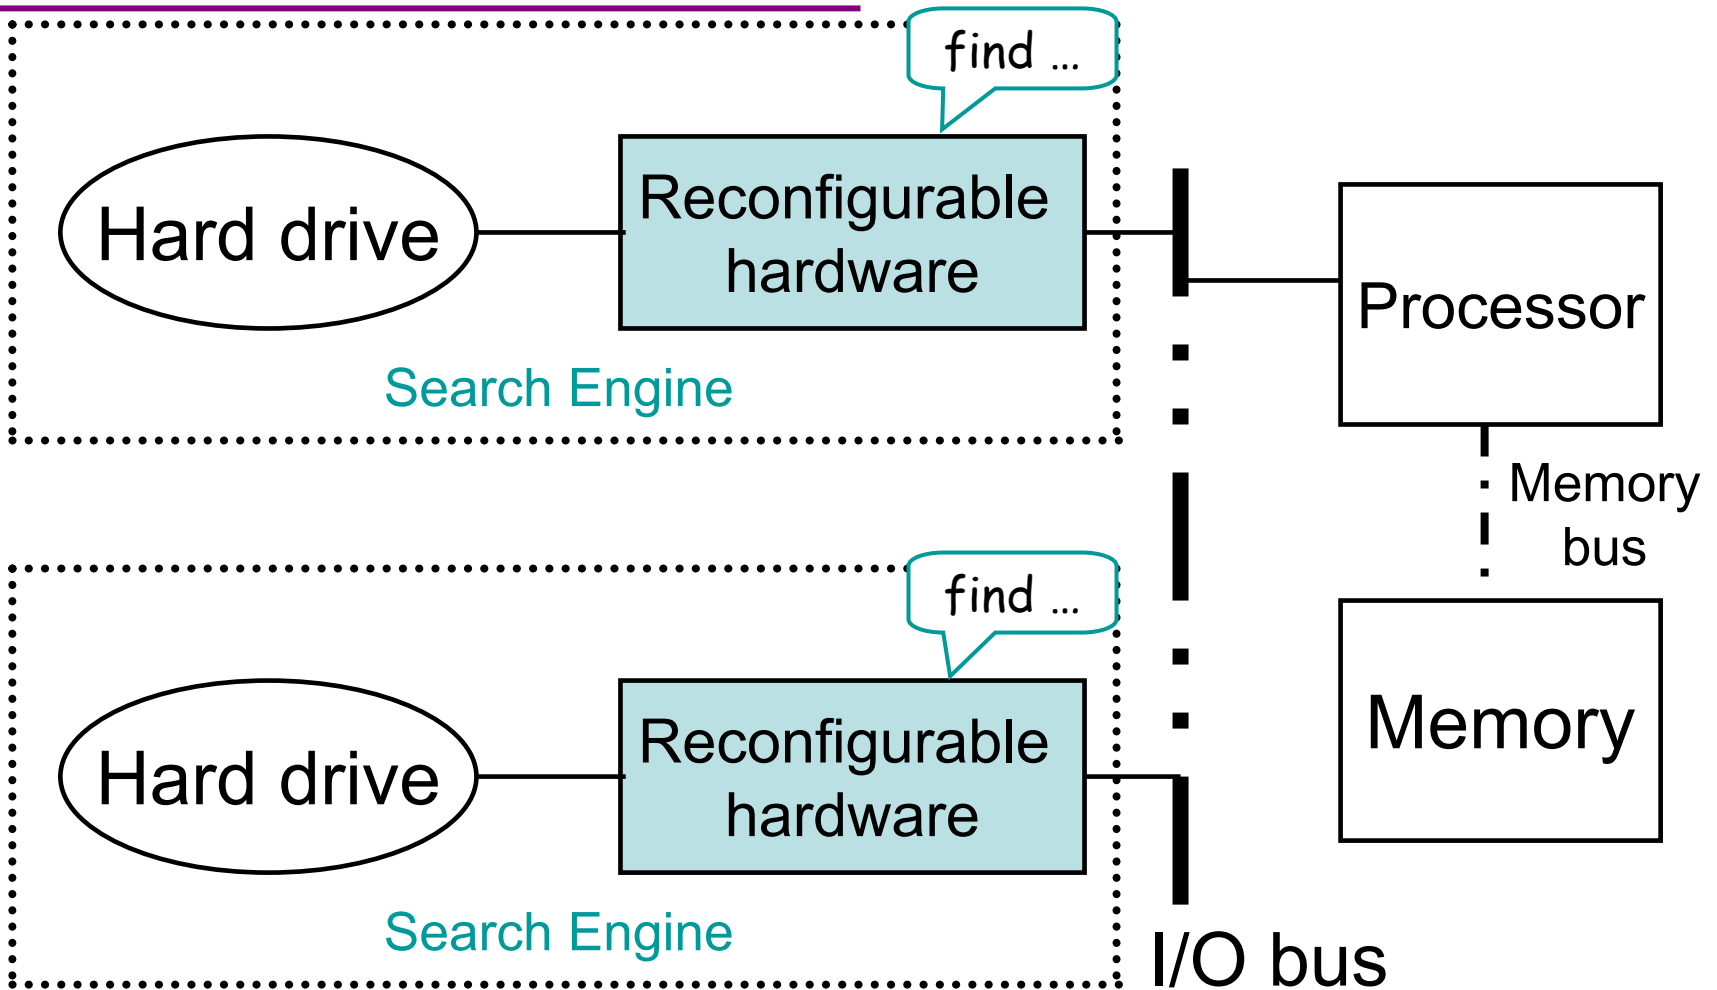 find ...
Hard drive
Reconfigurable
hardware
Search Engine
Processor
Memory
bus
find ...
Hard drive
Reconfigurable
hardware
Search Engine
Memory
I/O bus